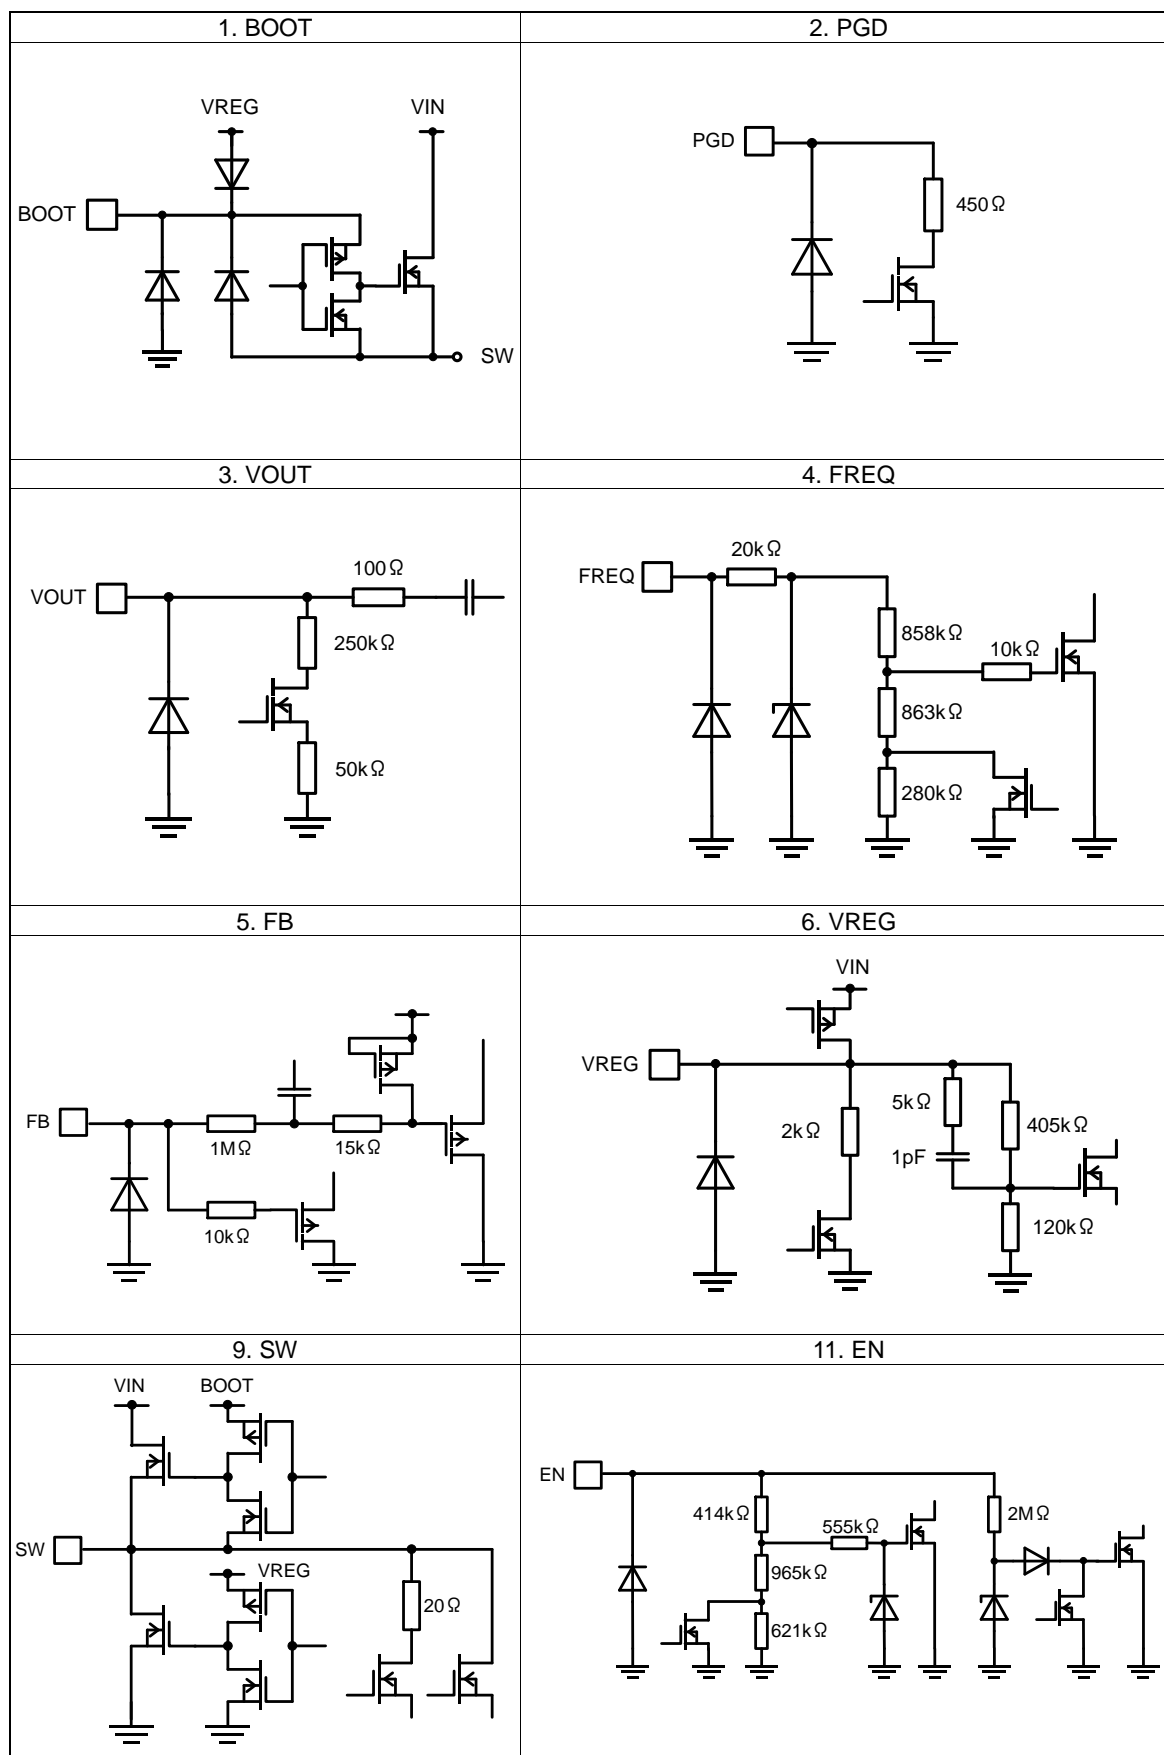 1. BOOT
2. PGD
VREG
VIN
BOOT
SW
PGD
450Ω
3. VOUT
4. FREQ
VOUT
100Ω
250kΩ
50kΩ
FREQ
20kΩ
858kΩ
10kΩ
863kΩ
280kΩ
5. FB
6. VREG
FB
1MΩ
15kΩ
10kΩ
VIN
VREG
5kΩ
2kΩ
405kΩ
1pF
120kΩ
9. SW
11. EN
VIN
BOOT
SW
VREG
20Ω
EN
414kΩ
555kΩ
2MΩ
965kΩ
621kΩ